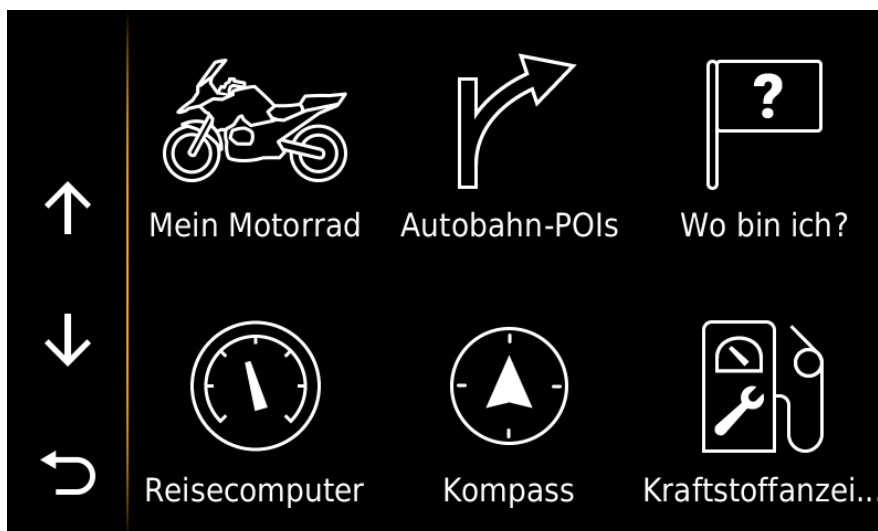 ?
Mein Motorrad
Autobahn-POIs
Wo bin ich?
Reisecomputer
Kompass
Kraftstoffanzei...